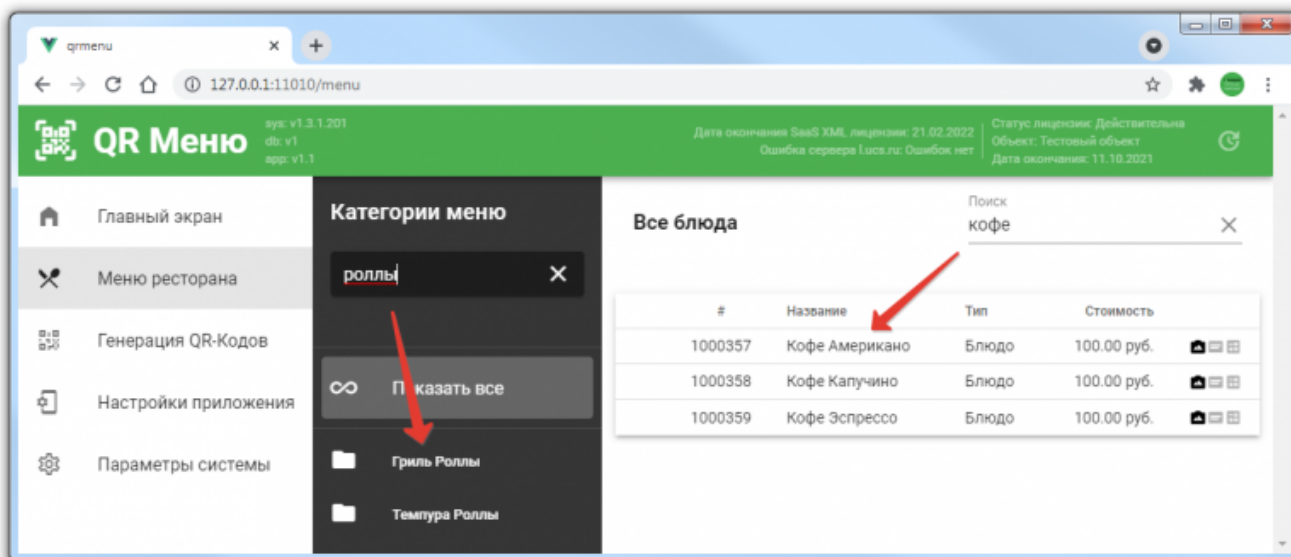 qrmenu
127.0.0.1:11010/menu
QR Меню
sys: v1.3.1.201
db: v1
app: v1.1
Дата окончания SaaS XML лицензии: 21.02.2022
Ошибка сервера l.ucs.ru: Ошибок нет
Статус лицензии: Действительна
Объект: Тестовый объект
Дата окончания: 11.10.2021
Главный экран
Меню ресторана
Генерация QR-Кодов
Настройки приложения
Параметры системы
Категории меню
роллы
Показать все
Гриль Роллы
Темпура Роллы
Все блюда
Поиск
кофе
# Название Тип Стоимость
1000357 Кофе Американо Блюдо 100.00 руб.
1000358 Кофе Капучино Блюдо 100.00 руб.
1000359 Кофе Эспрессо Блюдо 100.00 руб.